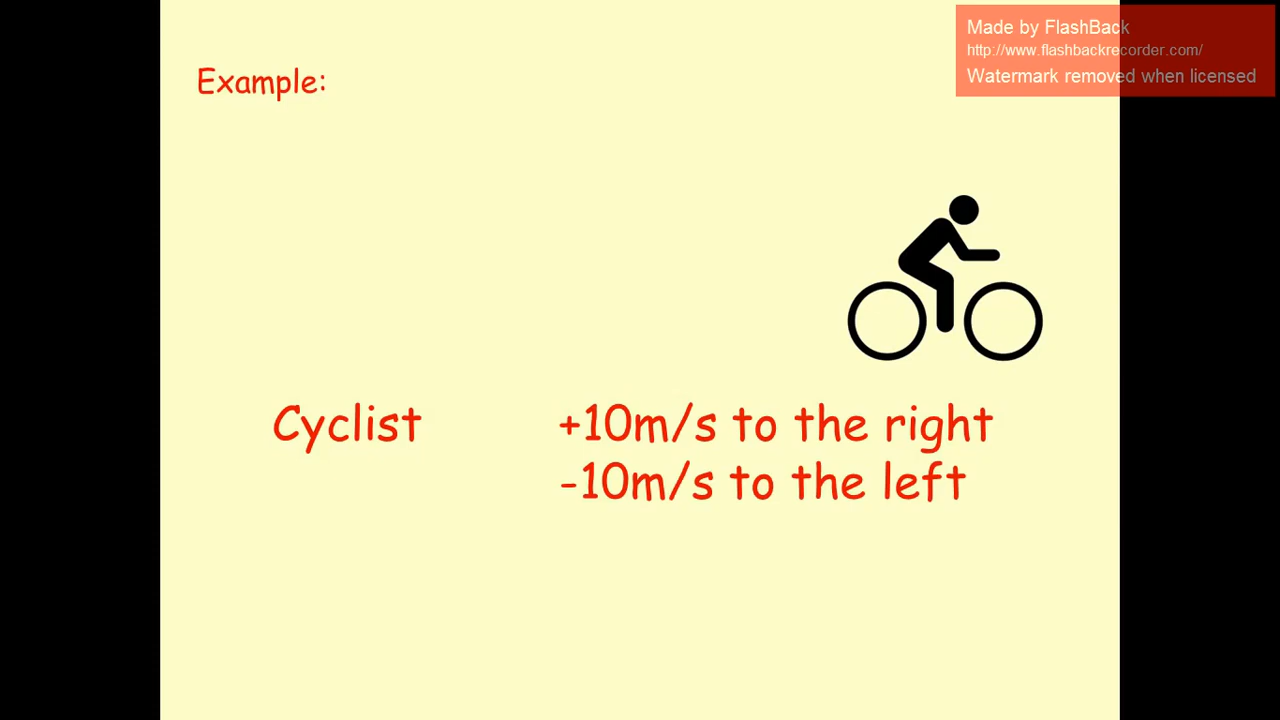 Made by FlashBack
http://www.flashbackrecorder.com/
Watermark removed when licensed
Example:
Cyclist +10m/s to the right
-10m/s to the left